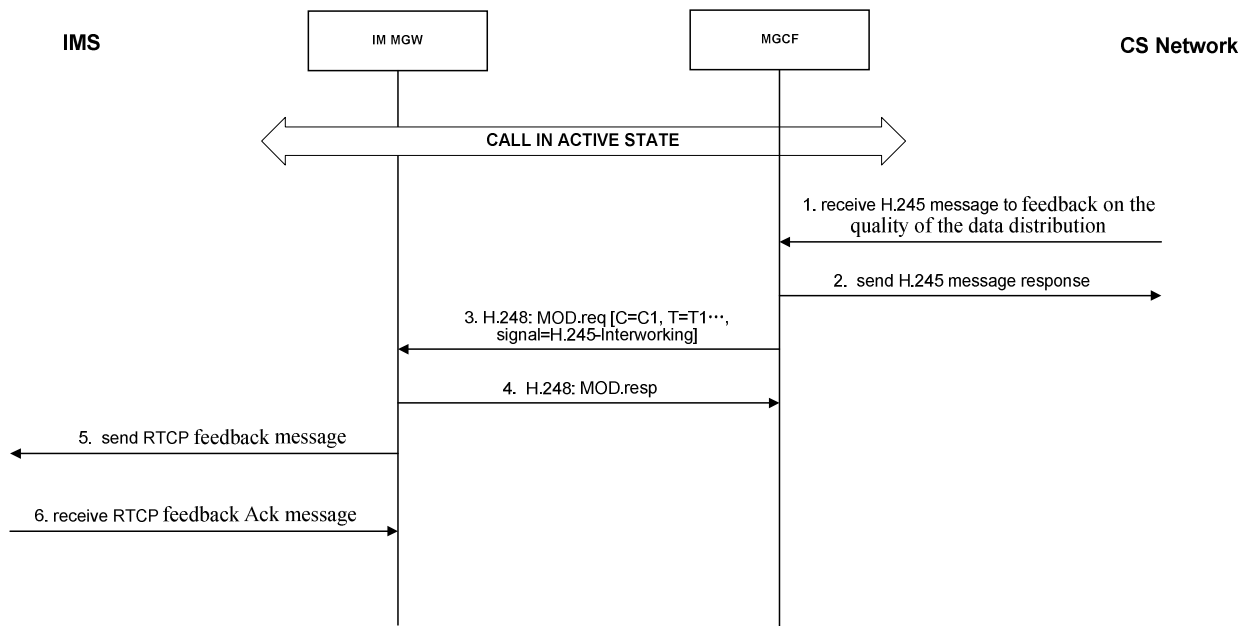 IMS
IM MGW
MGCF
CS Network
CALL IN ACTIVE STATE
1. receive H.245 message to feedback on the
quality of the data distribution
2. send H.245 message response
3. H.248: MOD.req [C=C1, T=T1⋯,
signal=H.245-Interworking]
4. H.248: MOD.resp
5. send RTCP feedback message
6. receive RTCP feedback Ack message